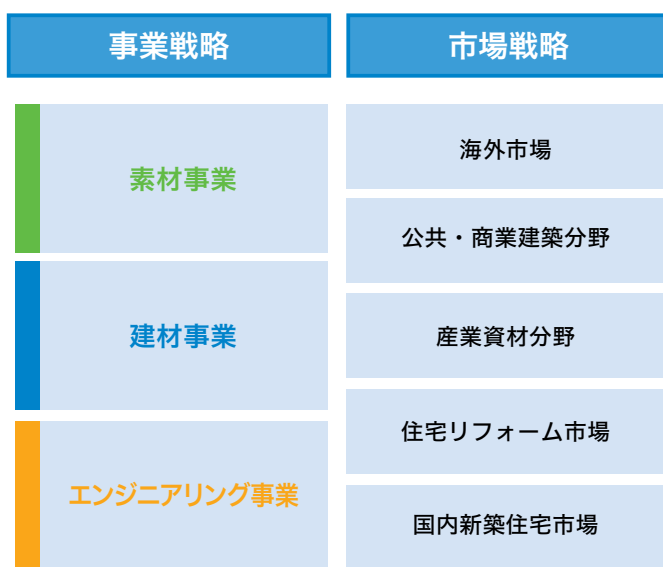 事業戦略
素材事業
建材事業
エンジニアリング事業
市場戦略
海外市場
公共・商業建築分野
産業資材分野
住宅リフォーム市場
国内新築住宅市場